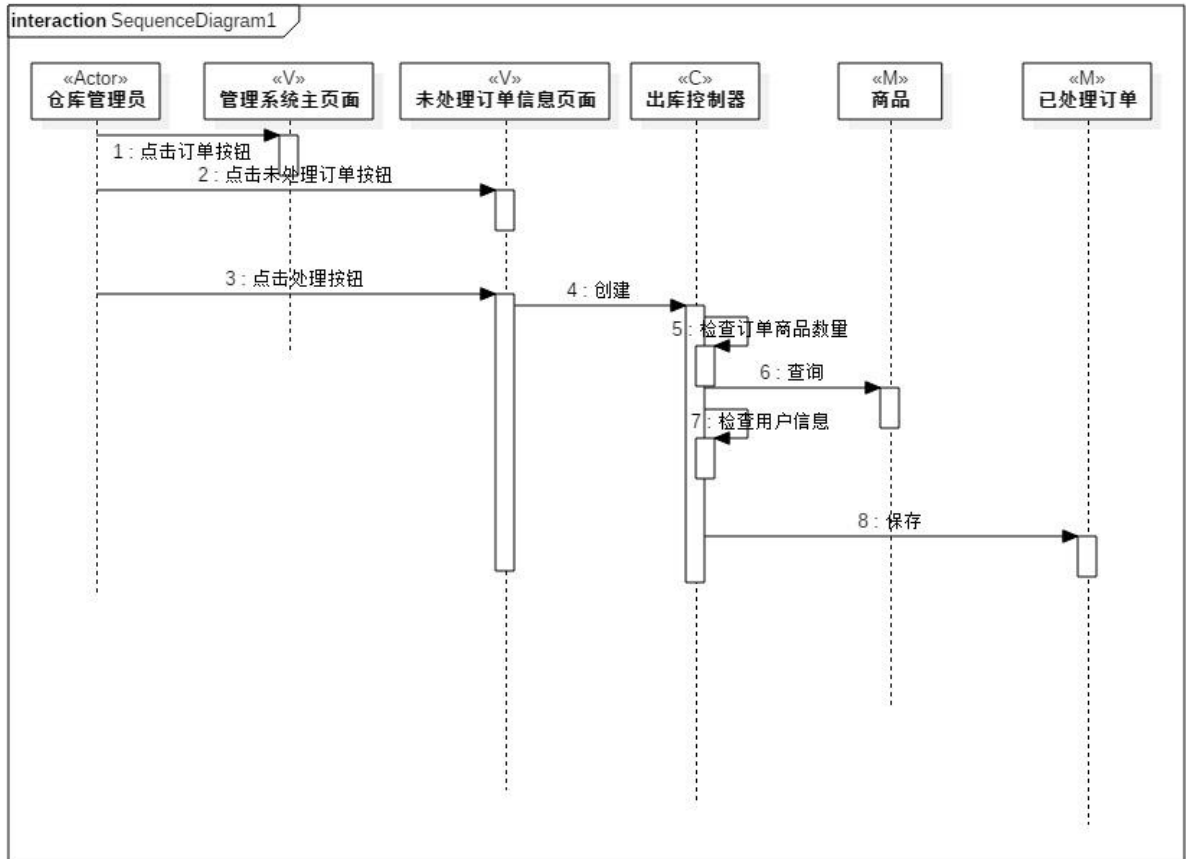 interaction SequenceDiagram1
«Actor»
仓库管理员
«V»
管理系统主页面
«V»
未处理订单信息页面
«C»
出库控制器
«M»
商品
«M»
已处理订单
1 : 点击订单按钮
2 : 点击未处理订单按钮
3 : 点击处理按钮
4 : 创建
5 : 检查订单商品数量
6 : 查询
7 : 检查用户信息
8 : 保存